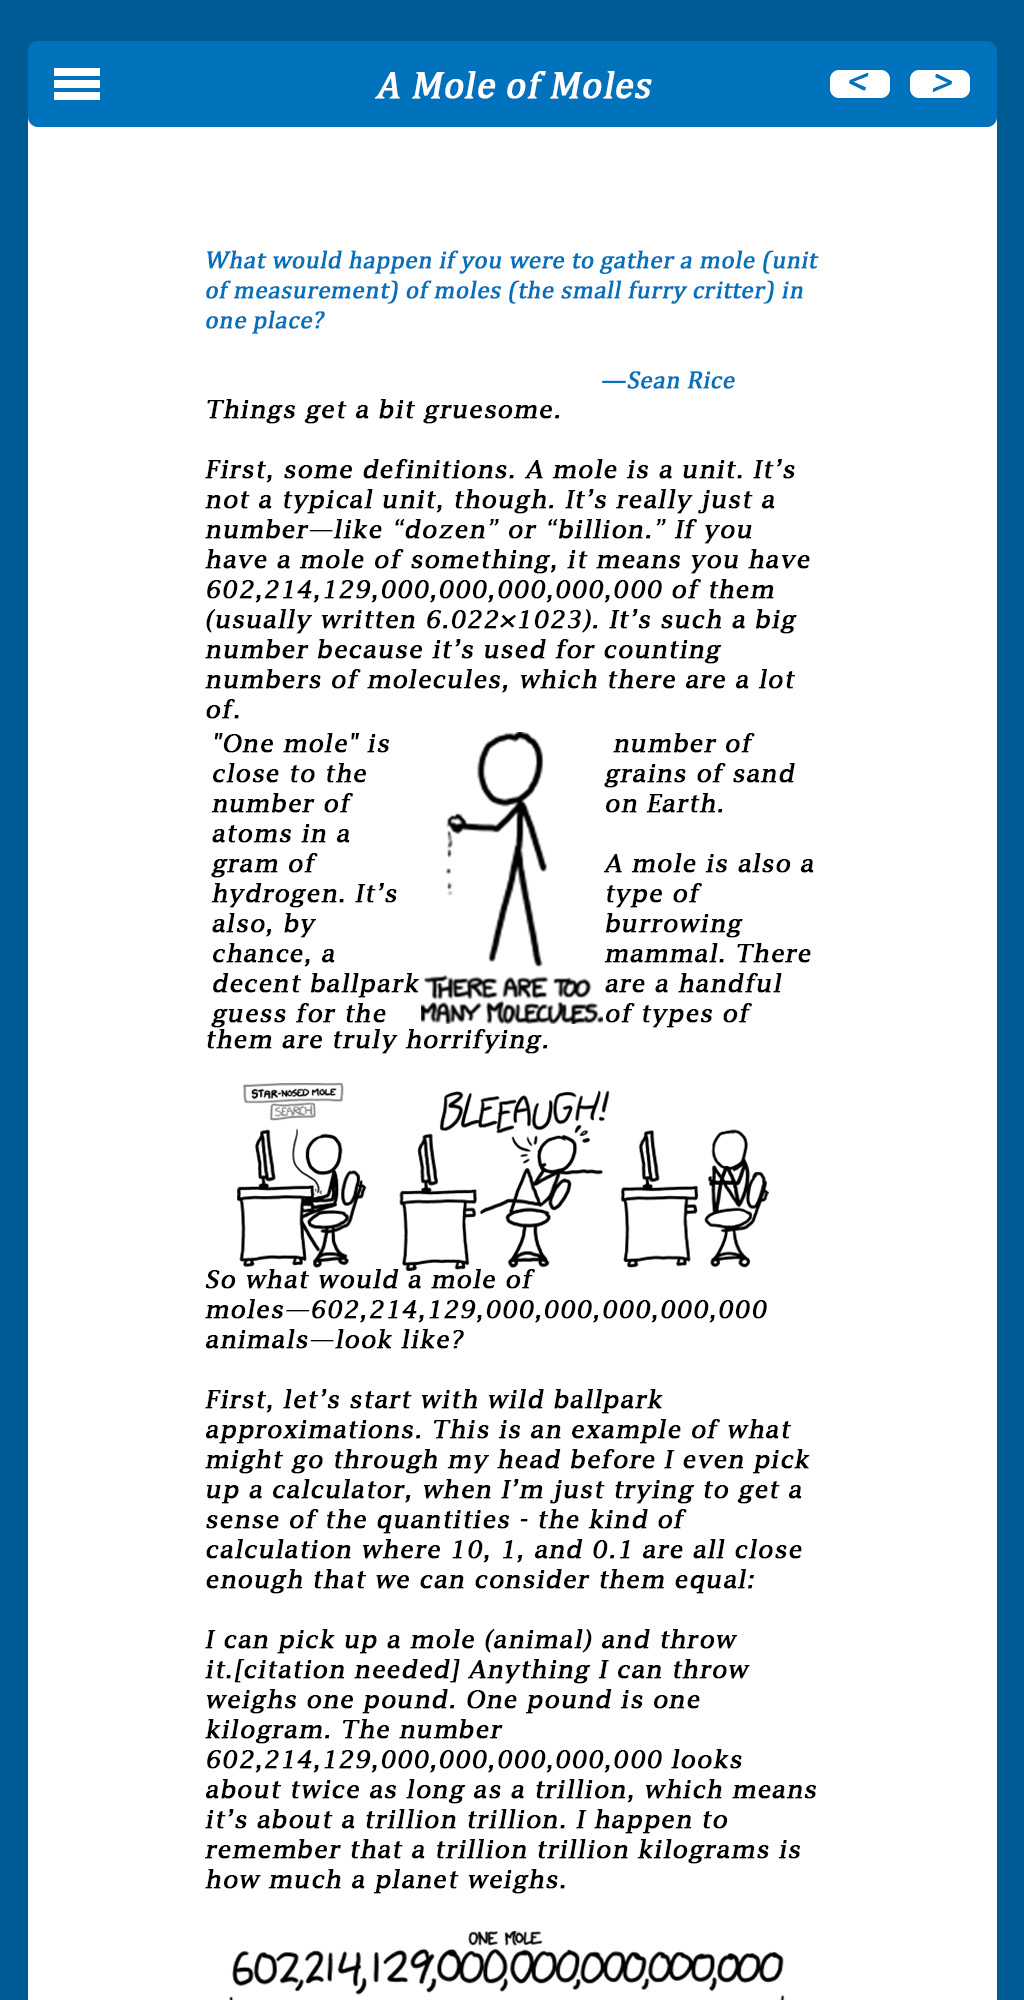 A Mole of Moles
< >
What would happen if you were to gather a mole (unit
of measurement) of moles (the small furry critter) in
one place?
—Sean Rice
Things get a bit gruesome.
First, some definitions. A mole is a unit. It’s
not a typical unit, though. It’s really just a
number—like “dozen” or “billion.” If you
have a mole of something, it means you have
602,214,129,000,000,000,000,000 of them
(usually written 6.022×1023). It’s such a big
number because it’s used for counting
numbers of molecules, which there are a lot
of.
"One mole" is
close to the
number of
atoms in a
gram of
hydrogen. It’s
also, by
chance, a
decent ballpark
guess for the
THERE ARE TOO
MANY MOLECULES.
number of
grains of sand
on Earth.
A mole is also a
type of
burrowing
mammal. There
are a handful
of types of
them are truly horrifying.
STAR-NOSED MOLE
SEARCH
BLEEAUGH!
So what would a mole of
moles—602,214,129,000,000,000,000,000
animals—look like?
First, let’s start with wild ballpark
approximations. This is an example of what
might go through my head before I even pick
up a calculator, when I’m just trying to get a
sense of the quantities - the kind of
calculation where 10, 1, and 0.1 are all close
enough that we can consider them equal:
I can pick up a mole (animal) and throw
it.[citation needed] Anything I can throw
weighs one pound. One pound is one
kilogram. The number
602,214,129,000,000,000,000,000 looks
about twice as long as a trillion, which means
it’s about a trillion trillion. I happen to
remember that a trillion trillion kilograms is
how much a planet weighs.
ONE MOLE
602,214,129,000,000,000,000,000